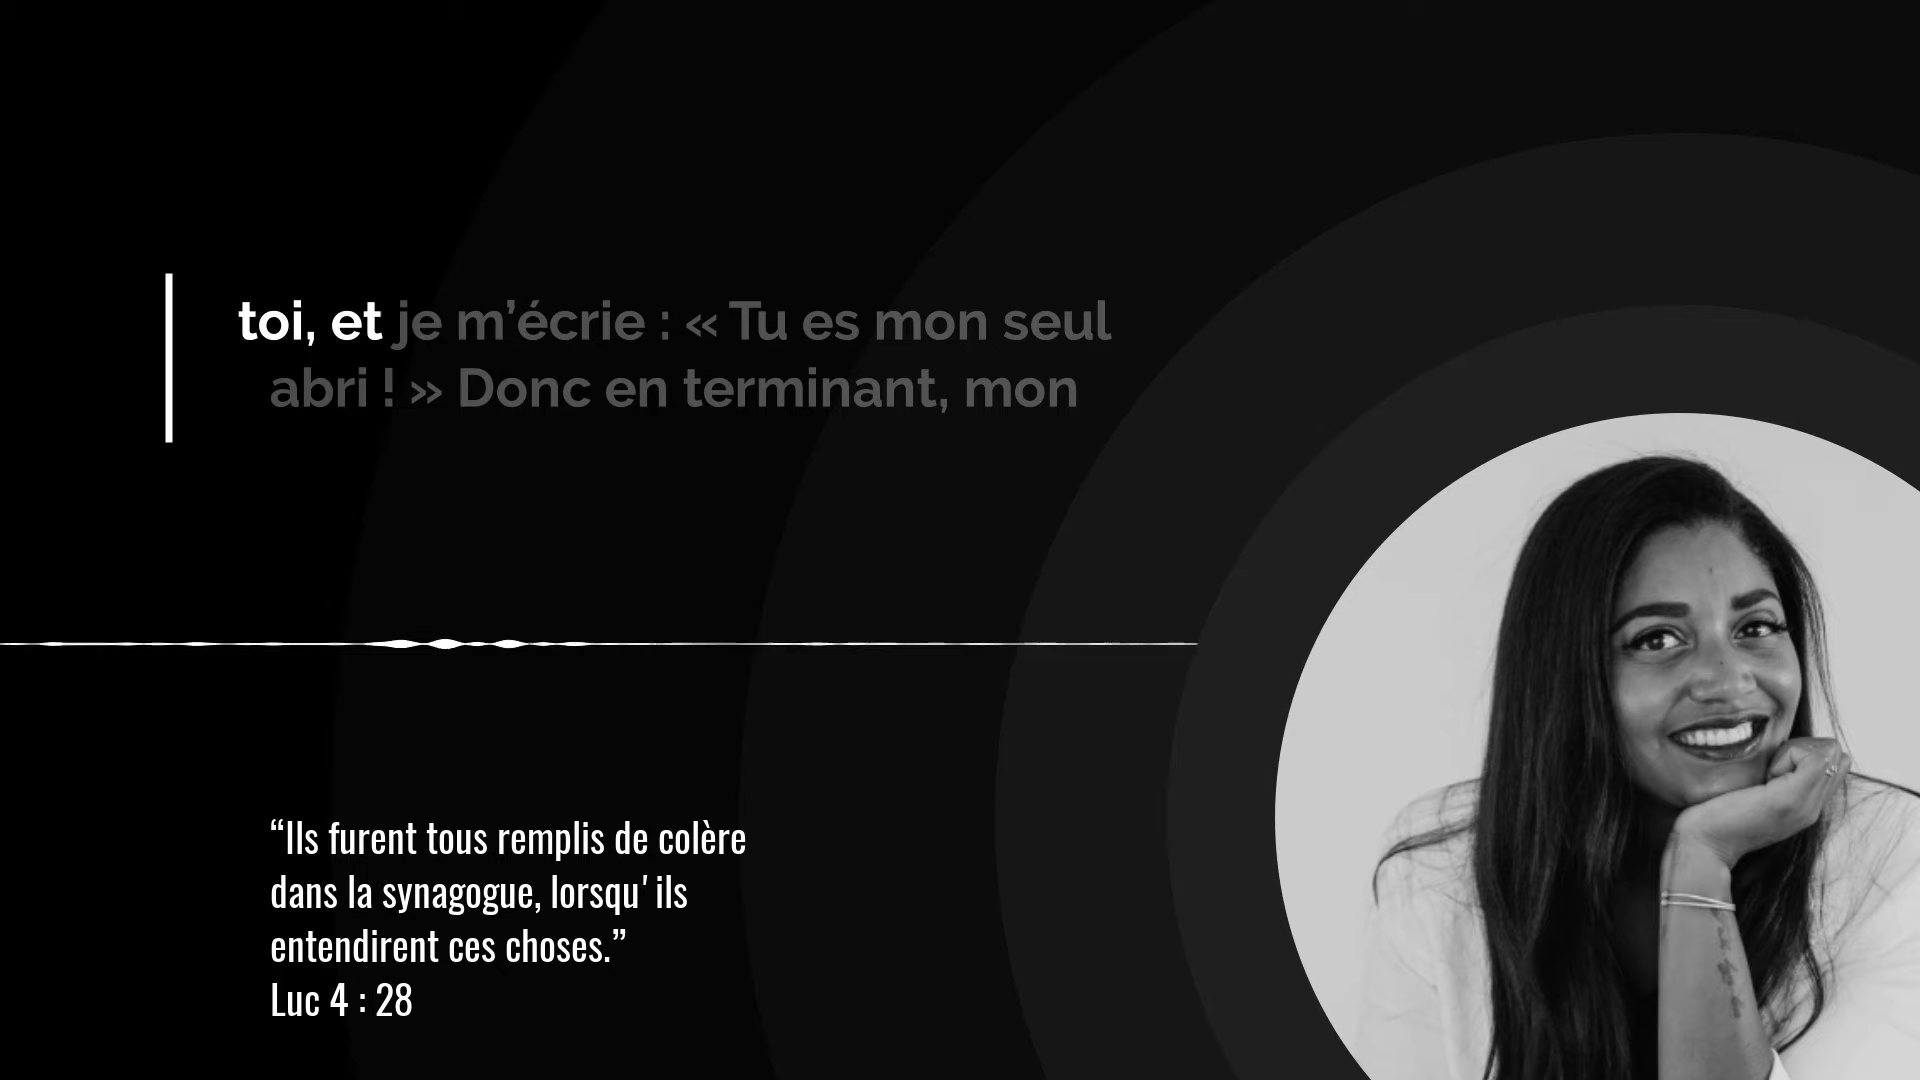 toi, et je m’écrie : « Tu es mon seul
abri ! » Donc en terminant, mon
“Ils furent tous remplis de colère
dans la synagogue, lorsqu'ils
entendirent ces choses.”
Luc 4 : 28